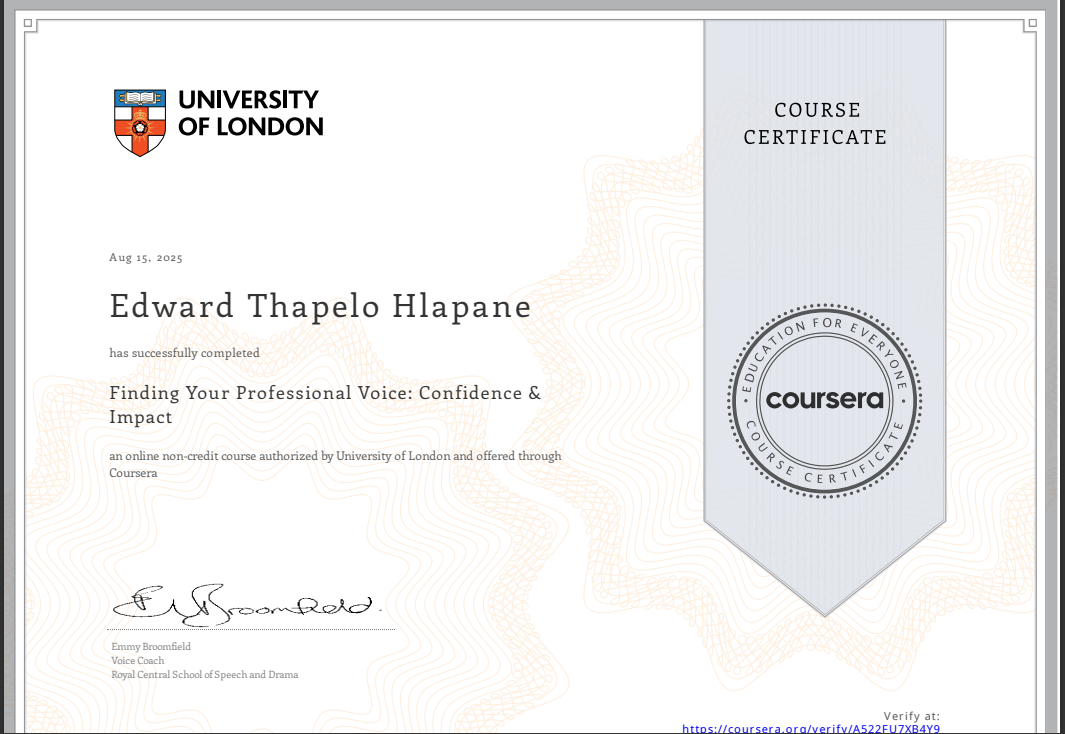 UNIVERSITY
OF LONDON
COURSE
CERTIFICATE
Aug 15, 2025
Edward Thapelo Hlapane
has successfully completed
Finding Your Professional Voice: Confidence &
Impact
an online non-credit course authorized by University of London and offered through
Coursera
EDUCATION FOR EVERYONE
coursera
COURSE CERTIFICATE
E Broomfield.
Emmy Broomfield
Voice Coach
Royal Central School of Speech and Drama
Verify at:
https://coursera.org/verify/A522FU7XB4Y9